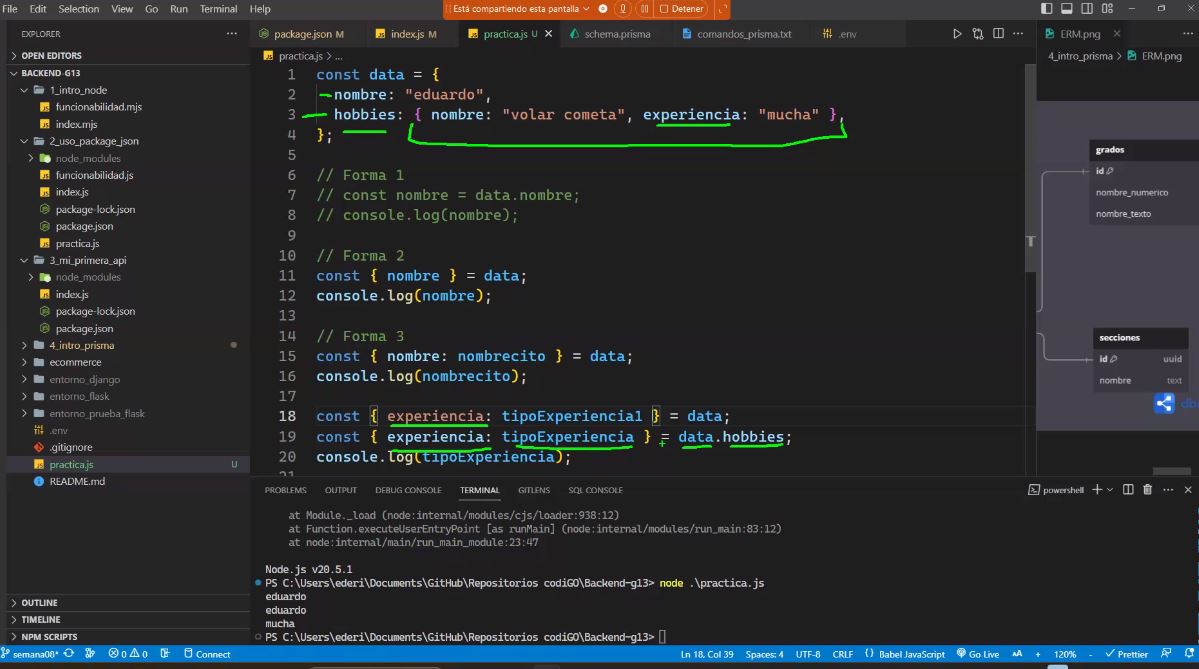 File Edit Selection View Go Run Terminal Help
Está compartiendo esta pantalla Detener
EXPLORER
OPEN EDITORS
BACKEND-G13
1_intro_node
funcionabilidad.mjs
index.mjs
2_uso_package_json
node_modules
funcionabilidad.js
index.js
package-lock.json
package.json
practica.js
3_mi_primera_api
node_modules
index.js
package-lock.json
package.json
4_intro_prisma
ecommerce
entorno_django
entorno_flask
entorno_prueba_flask
.env
.gitignore
practica.js U
README.md
OUTLINE
TIMELINE
NPM SCRIPTS
package.json M index.js M practica.js U schema.prisma comandos_prisma.txt .env
practica.js > ...
1 const data = {
2 nombre: "eduardo",
3 hobbies: { nombre: "volar cometa", experiencia: "mucha" },
4 };
5
6 // Forma 1
7 // const nombre = data.nombre;
8 // console.log(nombre);
9
10 // Forma 2
11 const { nombre } = data;
12 console.log(nombre);
13
14 // Forma 3
15 const { nombre: nombrecito } = data;
16 console.log(nombrecito);
17
18 const { experiencia: tipoExperiencia1 } = data;
19 const { experiencia: tipoExperiencia } = data.hobbies;
20 console.log(tipoExperiencia);
21
ERM.png
4_intro_prisma > ERM.png
grados
id
nombre_numerico
nombre_texto
secciones
id uuid
nombre text
PROBLEMS OUTPUT DEBUG CONSOLE TERMINAL GITLENS SQL CONSOLE
powershell
at Module._load (node:internal/modules/cjs/loader:938:12)
at Function.executeUserEntryPoint [as runMain] (node:internal/modules/run_main:83:12)
at node:internal/main/run_main_module:23:47
Node.js v20.5.1
PS C:\Users\ederi\Documents\GitHub\Repositorios codiGO\Backend-g13> node .\practica.js
eduardo
eduardo
mucha
PS C:\Users\ederi\Documents\GitHub\Repositorios codiGO\Backend-g13>
semana08* 0 0 Connect Ln 18, Col 39 Spaces: 4 UTF-8 CRLF Babel JavaScript Go Live 120% Prettier